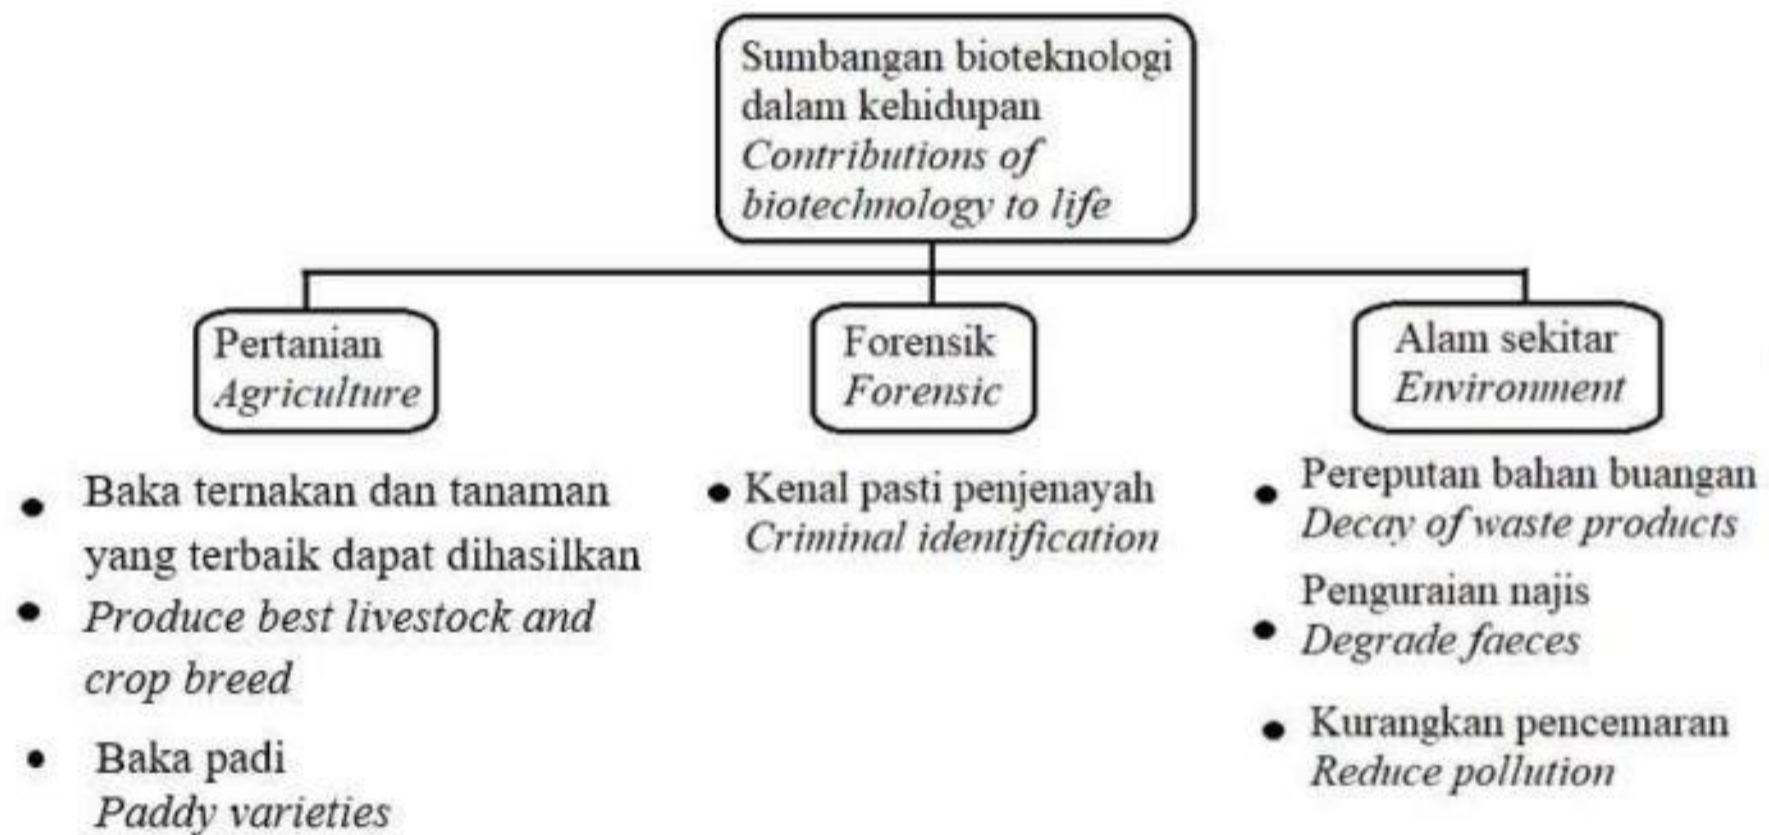 Sumbangan bioteknologi
dalam kehidupan
Contributions of
biotechnology to life
Pertanian
Agriculture
Forensik
Forensic
Alam sekitar
Environment
• Baka ternakan dan tanaman
yang terbaik dapat dihasilkan
• Produce best livestock and
crop breed
• Baka padi
Paddy varieties
• Kenal pasti penjenayah
Criminal identification
• Pereputan bahan buangan
Decay of waste products
• Penguraian najis
Degrade faeces
• Kurangkan pencemaran
Reduce pollution